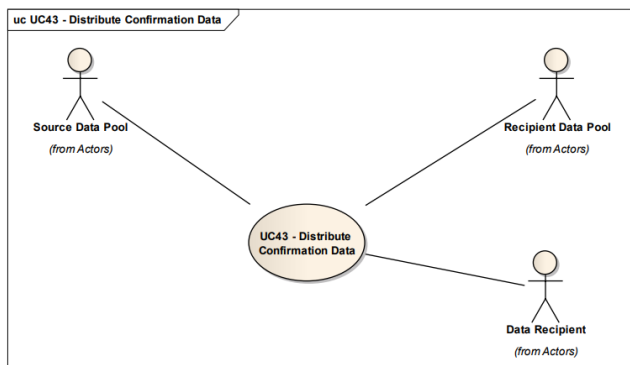 uc UC43 - Distribute Confirmation Data
Source Data Pool
(from Actors)
Recipient Data Pool
(from Actors)
UC43 - Distribute
Confirmation Data
Data Recipient
(from Actors)